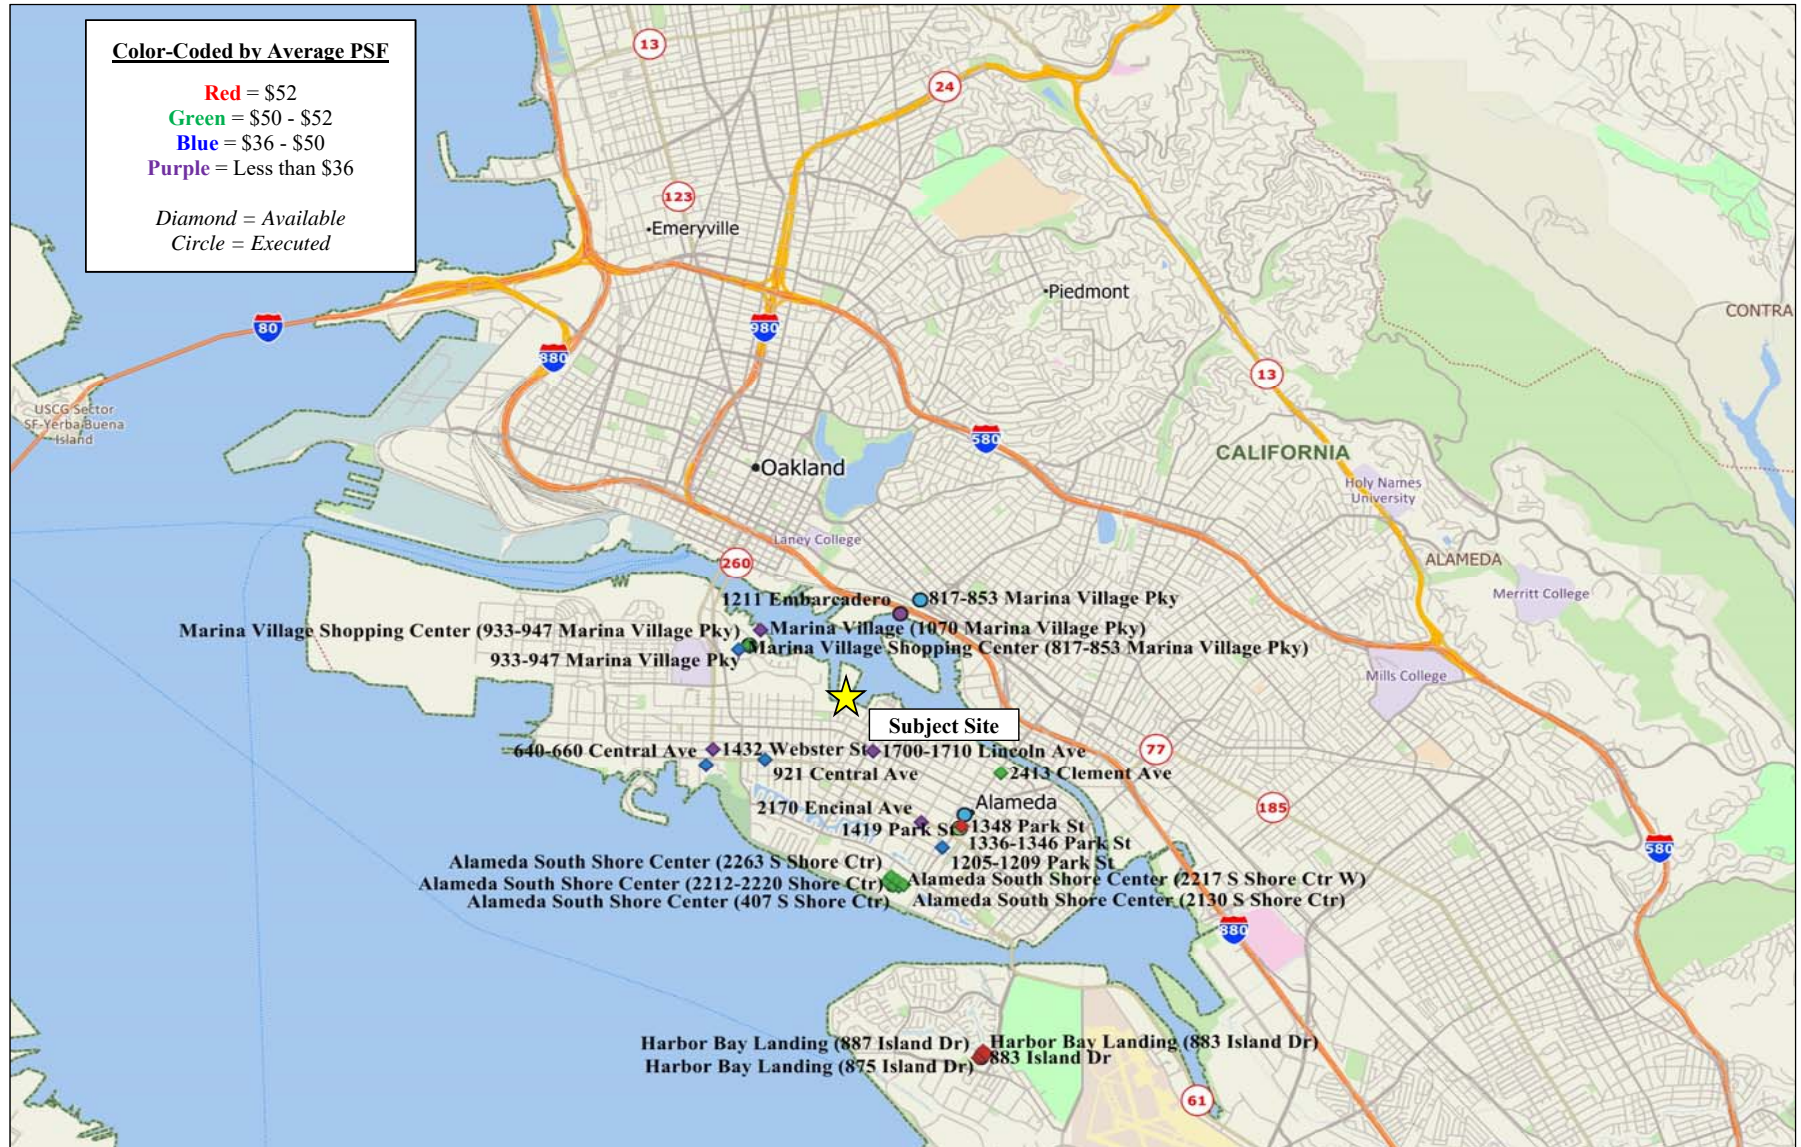 Color-Coded by Average PSF
Red = $52
Green = $50 - $52
Blue = $36 - $50
Purple = Less than $36
Diamond = Available
Circle = Executed
13
24
123
Emeryville
Piedmont
CONTRA
80
980
880
13
USCG Sector
SF-Yerba Buena
Island
580
CALIFORNIA
Oakland
Holy Names
University
Laney College
260
ALAMEDA
Merritt College
1211 Embarcadero
817-853 Marina Village Pky
Marina Village Shopping Center (933-947 Marina Village Pky)
Marina Village (1070 Marina Village Pky)
Marina Village Shopping Center (817-853 Marina Village Pky)
933-947 Marina Village Pky
Mills College
Subject Site
640-660 Central Ave
1432 Webster St
1700-1710 Lincoln Ave
77
921 Central Ave
2413 Clement Ave
2170 Encinal Ave
Alameda
185
1419 Park St
1348 Park St
1336-1346 Park St
580
Alameda South Shore Center (2263 S Shore Ctr)
1205-1209 Park St
Alameda South Shore Center (2212-2220 Shore Ctr)
Alameda South Shore Center (2217 S Shore Ctr W)
Alameda South Shore Center (407 S Shore Ctr)
Alameda South Shore Center (2130 S Shore Ctr)
880
Harbor Bay Landing (887 Island Dr)
Harbor Bay Landing (883 Island Dr)
883 Island Dr
Harbor Bay Landing (875 Island Dr)
61